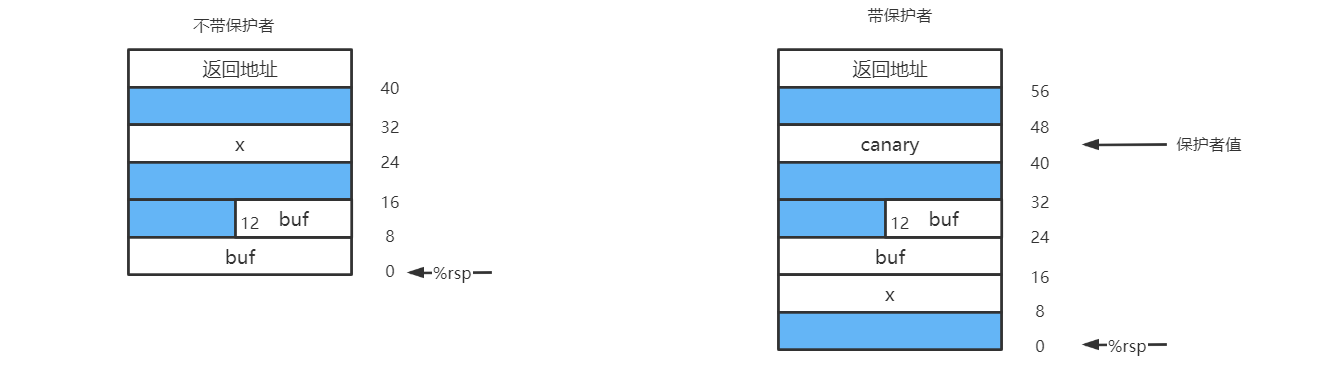 不带保护者
返回地址
40
32
x
24
16
12 buf
8
buf
0 %rsp
带保护者
返回地址
56
48
canary 保护者值
40
32
12 buf
24
buf
16
x
8
0 %rsp